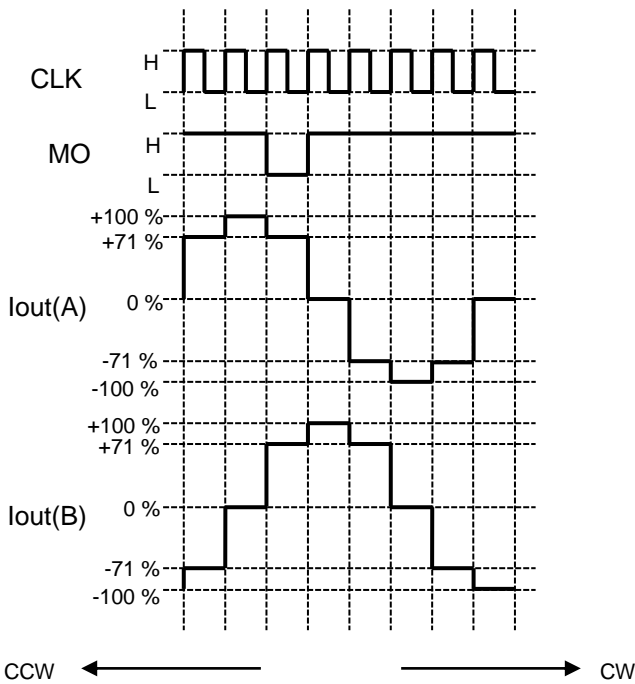 CLK
H
L
MO
H
L
Iout(A)
+100 %
+71 %
0 %
-71 %
-100 %
Iout(B)
+100 %
+71 %
0 %
-71 %
-100 %
CCW
CW